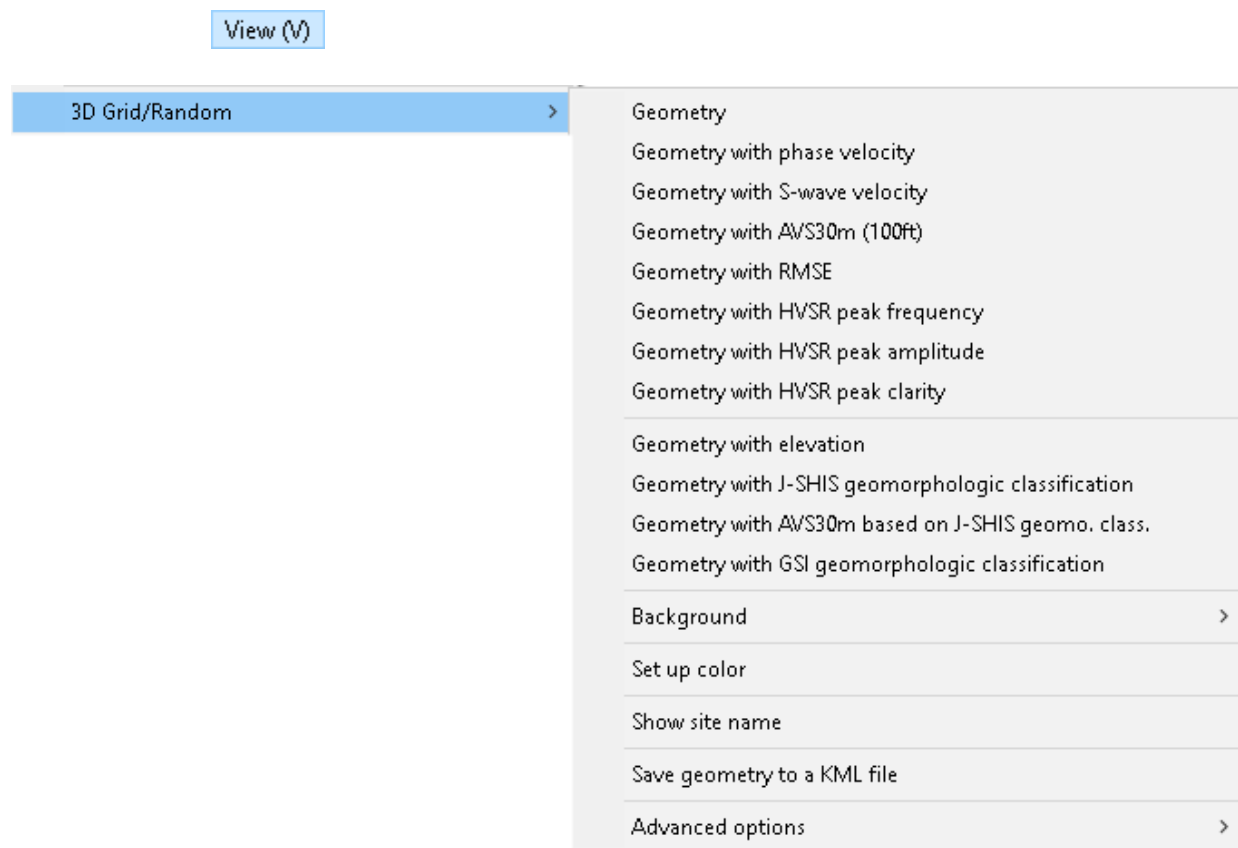 View (V)
3D Grid/Random
Geometry
Geometry with phase velocity
Geometry with S-wave velocity
Geometry with AVS30m (100ft)
Geometry with RMSE
Geometry with HVSR peak frequency
Geometry with HVSR peak amplitude
Geometry with HVSR peak clarity
Geometry with elevation
Geometry with J-SHIS geomorphologic classification
Geometry with AVS30m based on J-SHIS geomo. class.
Geometry with GSI geomorphologic classification
Background
Set up color
Show site name
Save geometry to a KML file
Advanced options